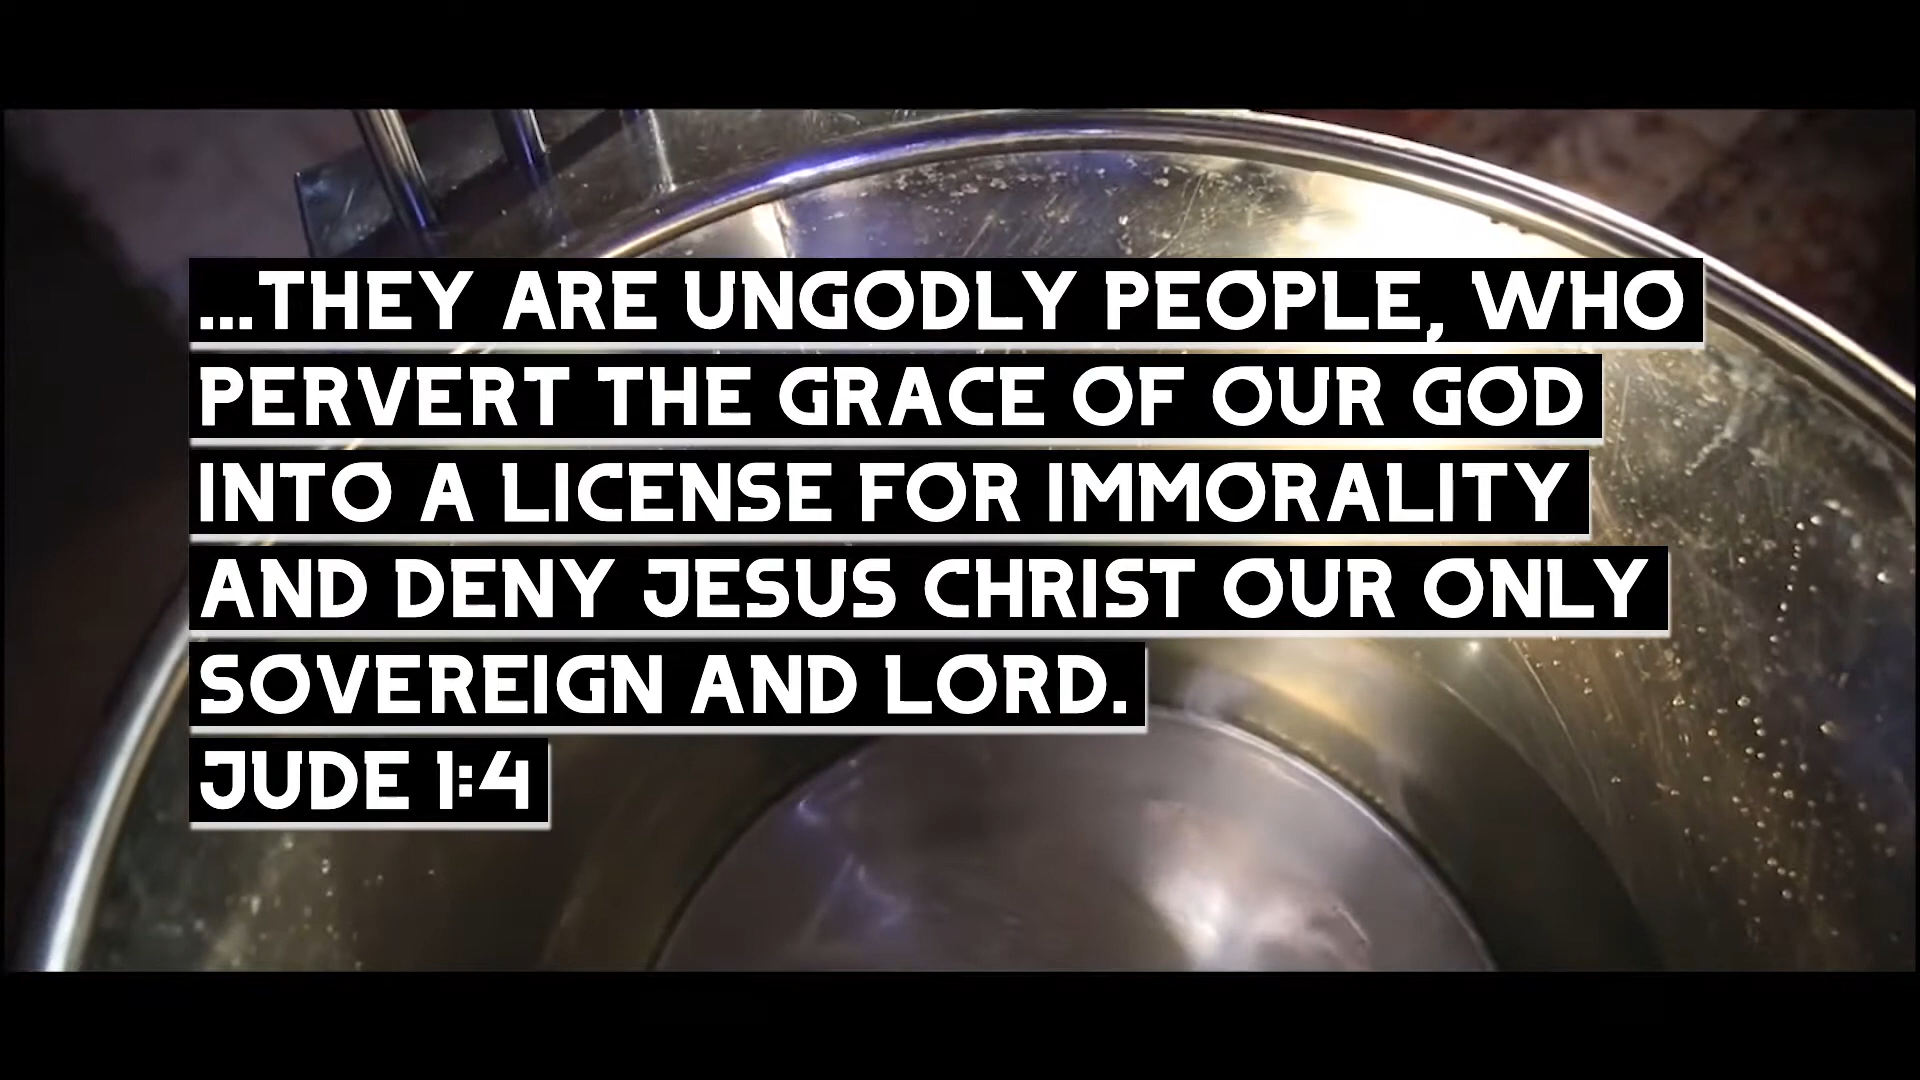 ...THEY ARE UNGODLY PEOPLE, WHO
PERVERT THE GRACE OF OUR GOD
INTO A LICENSE FOR IMMORALITY
AND DENY JESUS CHRIST OUR ONLY
SOVEREIGN AND LORD.
JUDE 1:4